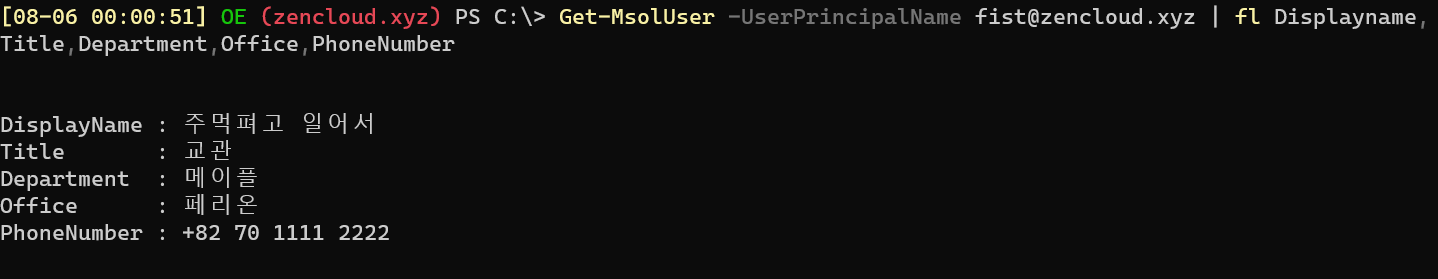 [08-06 00:00:51] OE (zencloud.xyz) PS C:\> Get-MsolUser -UserPrincipalName fist@zencloud.xyz | fl Displayname,
Title,Department,Office,PhoneNumber
DisplayName : 주먹펴고 일어서
Title : 교관
Department : 메이플
Office : 페리온
PhoneNumber : +82 70 1111 2222